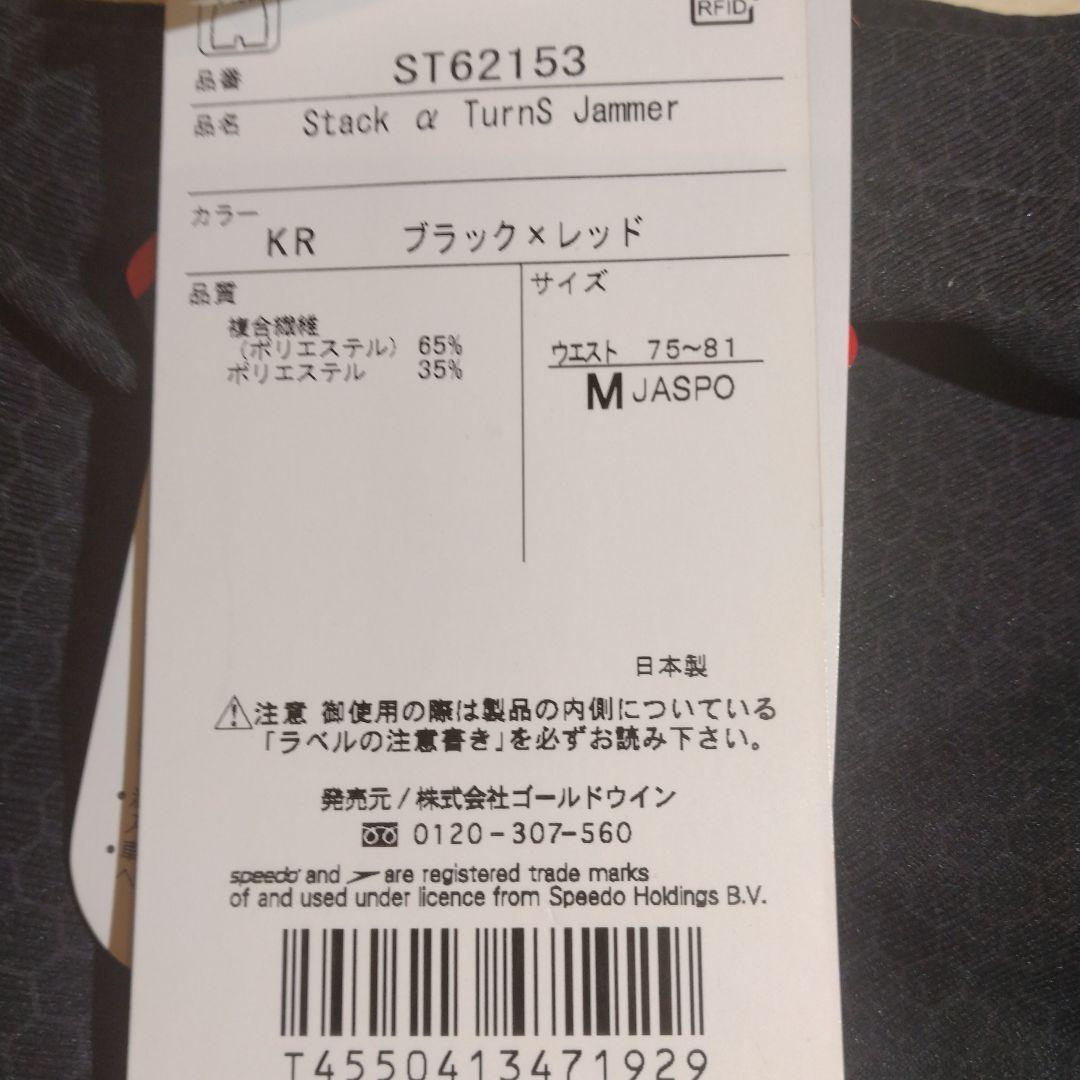 RFID
品番 ST62153
品名 Stack α TurnS Jammer
カラー KR ブラック×レッド
品質
複合繊維
(ポリエステル) 65%
ポリエステル 35%
サイズ
ウエスト 75~81
M JASPO
日本製
⚠注意 御使用の際は製品の内側についている
「ラベルの注意書き」を必ずお読み下さい。
発売元/株式会社ゴールドウイン
0120-307-560
speedo and are registered trade marks
of and used under licence from Speedo Holdings B.V.
T4550413471929